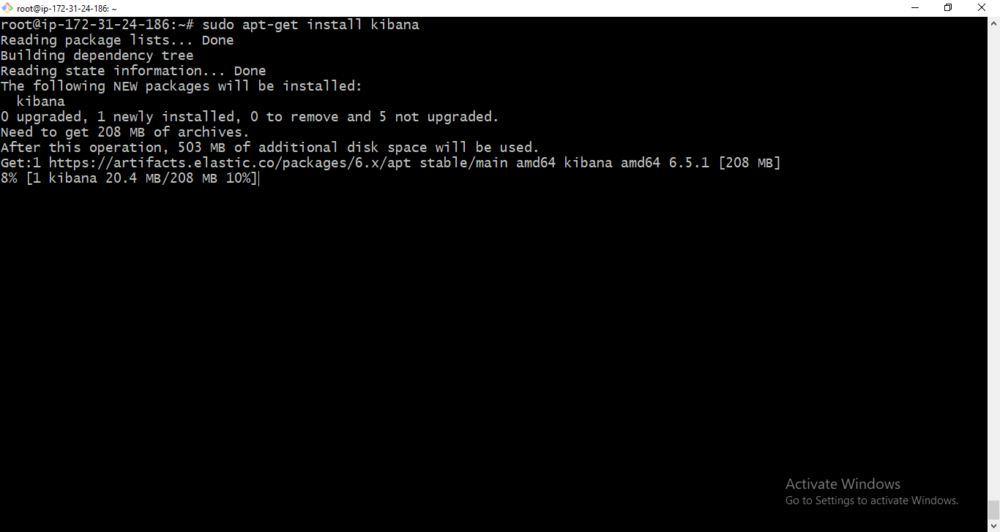 root@ip-172-31-24-186: ~
root@ip-172-31-24-186:~# sudo apt-get install kibana
Reading package lists... Done
Building dependency tree
Reading state information... Done
The following NEW packages will be installed:
  kibana
0 upgraded, 1 newly installed, 0 to remove and 5 not upgraded.
Need to get 208 MB of archives.
After this operation, 503 MB of additional disk space will be used.
Get:1 https://artifacts.elastic.co/packages/6.x/apt stable/main amd64 kibana amd64 6.5.1 [208 MB]
8% [1 kibana 20.4 MB/208 MB 10%]
Activate Windows
Go to Settings to activate Windows.